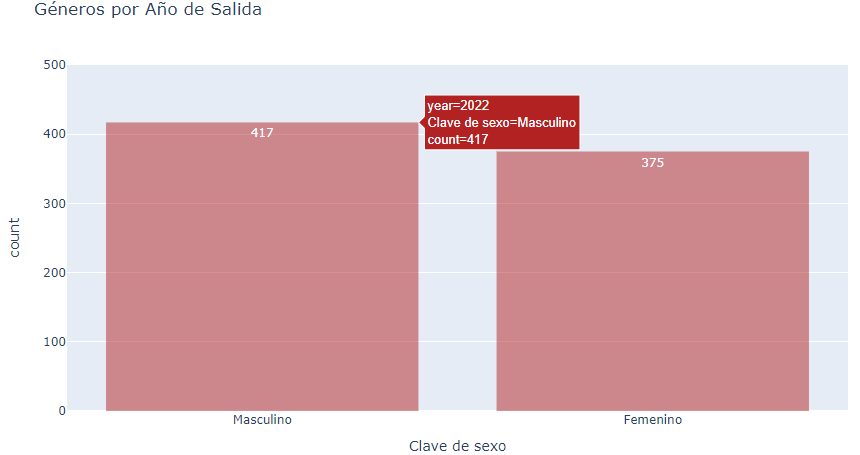 Géneros por Año de Salida
500
400
300
200
100
0
count
417
year=2022
Clave de sexo=Masculino
count=417
375
Masculino
Femenino
Clave de sexo